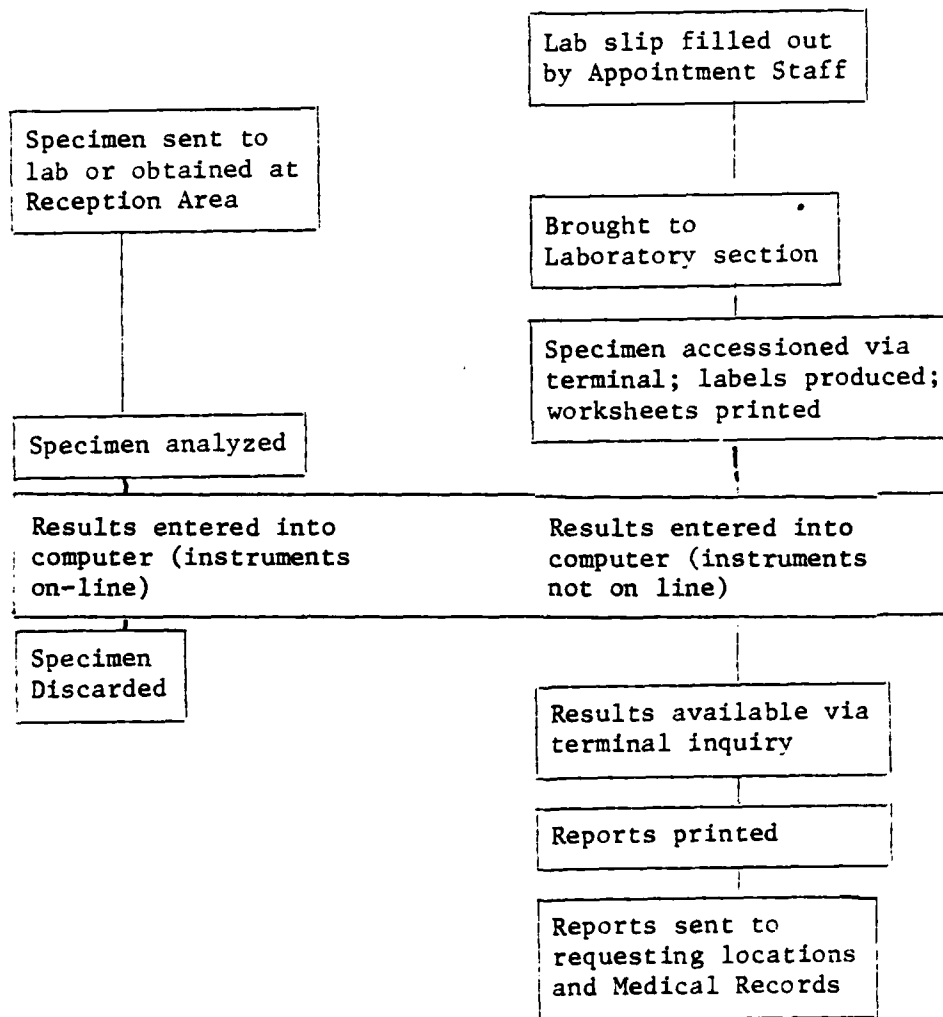 Lab slip filled out
by Appointment Staff
Specimen sent to
lab or obtained at
Reception Area
Brought to
Laboratory section
Specimen accessioned via
terminal; labels produced;
worksheets printed
Specimen analyzed
Results entered into
computer (instruments
on-line)
Results entered into
computer (instruments
not on line)
Specimen
Discarded
Results available via
terminal inquiry
Reports printed
Reports sent to
requesting locations
and Medical Records